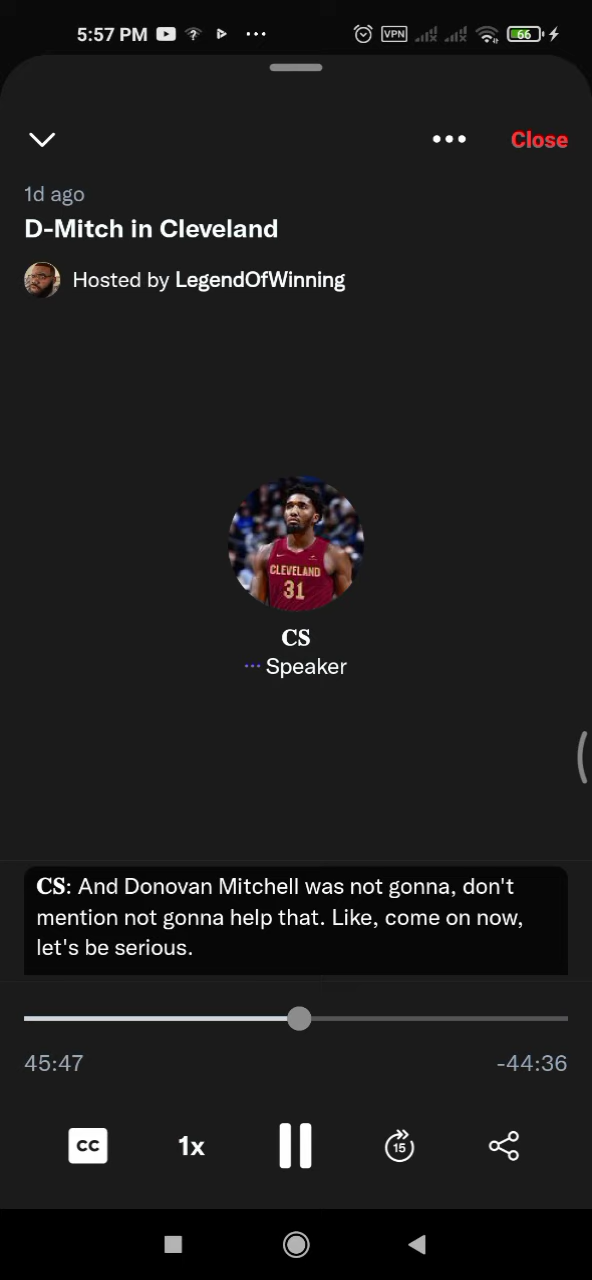 5:57 PM
VPN
66
Close
1d ago
D-Mitch in Cleveland
Hosted by LegendOfWinning
CLEVELAND
31
CS
Speaker
CS: And Donovan Mitchell was not gonna, don't
mention not gonna help that. Like, come on now,
let's be serious.
45:47
-44:36
CC
1x
15